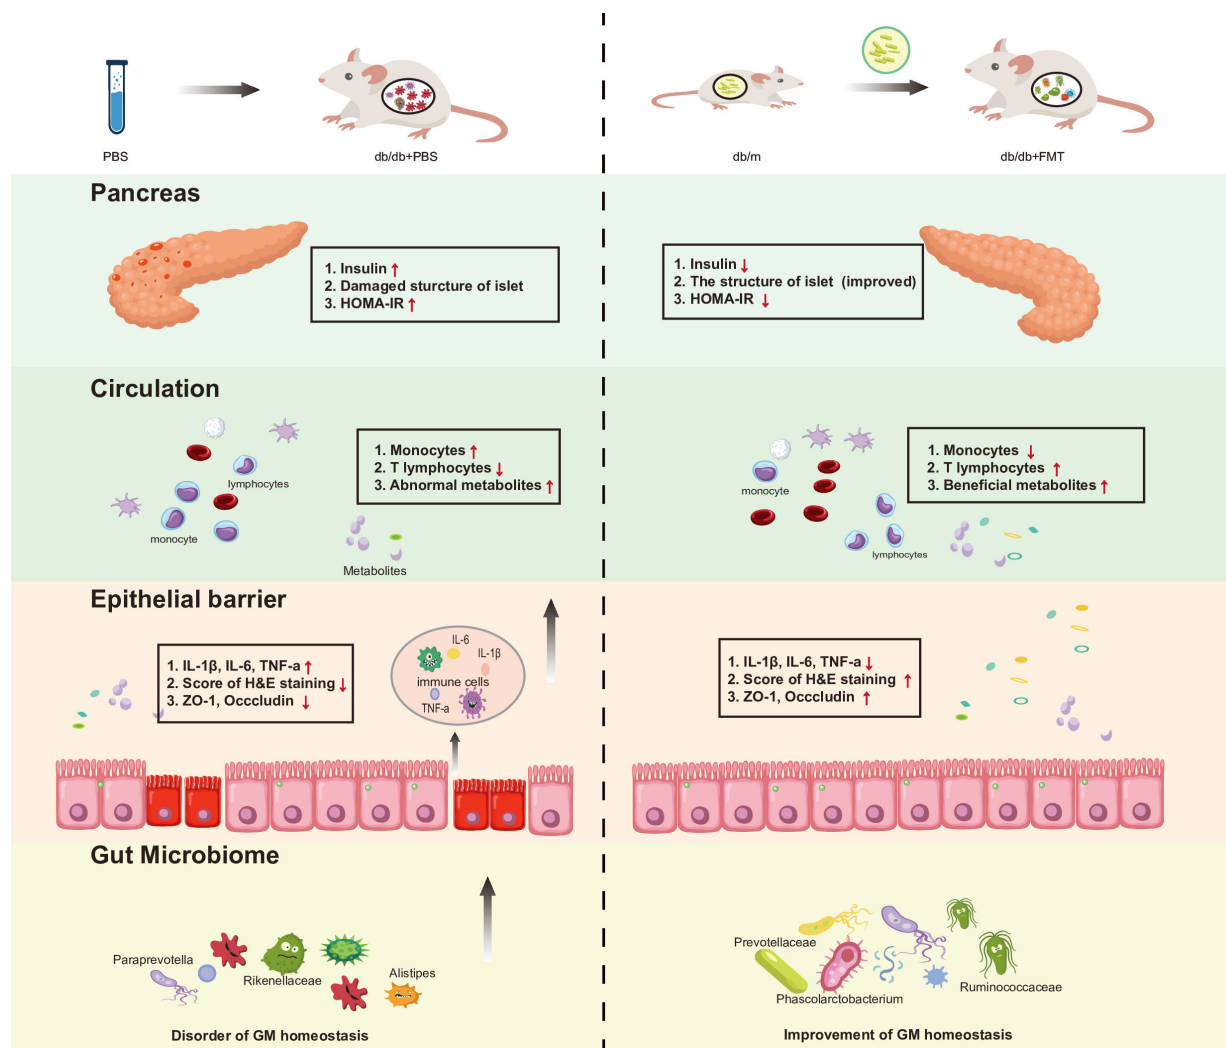 PBS
db/db+PBS
db/m
db/db+FMT
Pancreas
1. Insulin ↑
2. Damaged sturcture of islet
3. HOMA-IR ↑
1. Insulin ↓
2. The structure of islet (improved)
3. HOMA-IR ↓
Circulation
lymphocytes
monocyte
1. Monocytes ↑
2. T lymphocytes ↓
3. Abnormal metabolites ↑
Metabolites
monocyte
lymphocytes
1. Monocytes ↓
2. T lymphocytes ↑
3. Beneficial metabolites ↑
Epithelial barrier
1. IL-1β, IL-6, TNF-a ↑
2. Score of H&E staining ↓
3. ZO-1, Occcludin ↓
IL-6
IL-1β
immune cells
TNF-a
1. IL-1β, IL-6, TNF-a ↓
2. Score of H&E staining ↑
3. ZO-1, Occcludin ↑
Gut Microbiome
Paraprevotella
Rikenellaceae
Alistipes
Disorder of GM homeostasis
Prevotellaceae
Phascolarctobacterium
Ruminococcaceae
Improvement of GM homeostasis